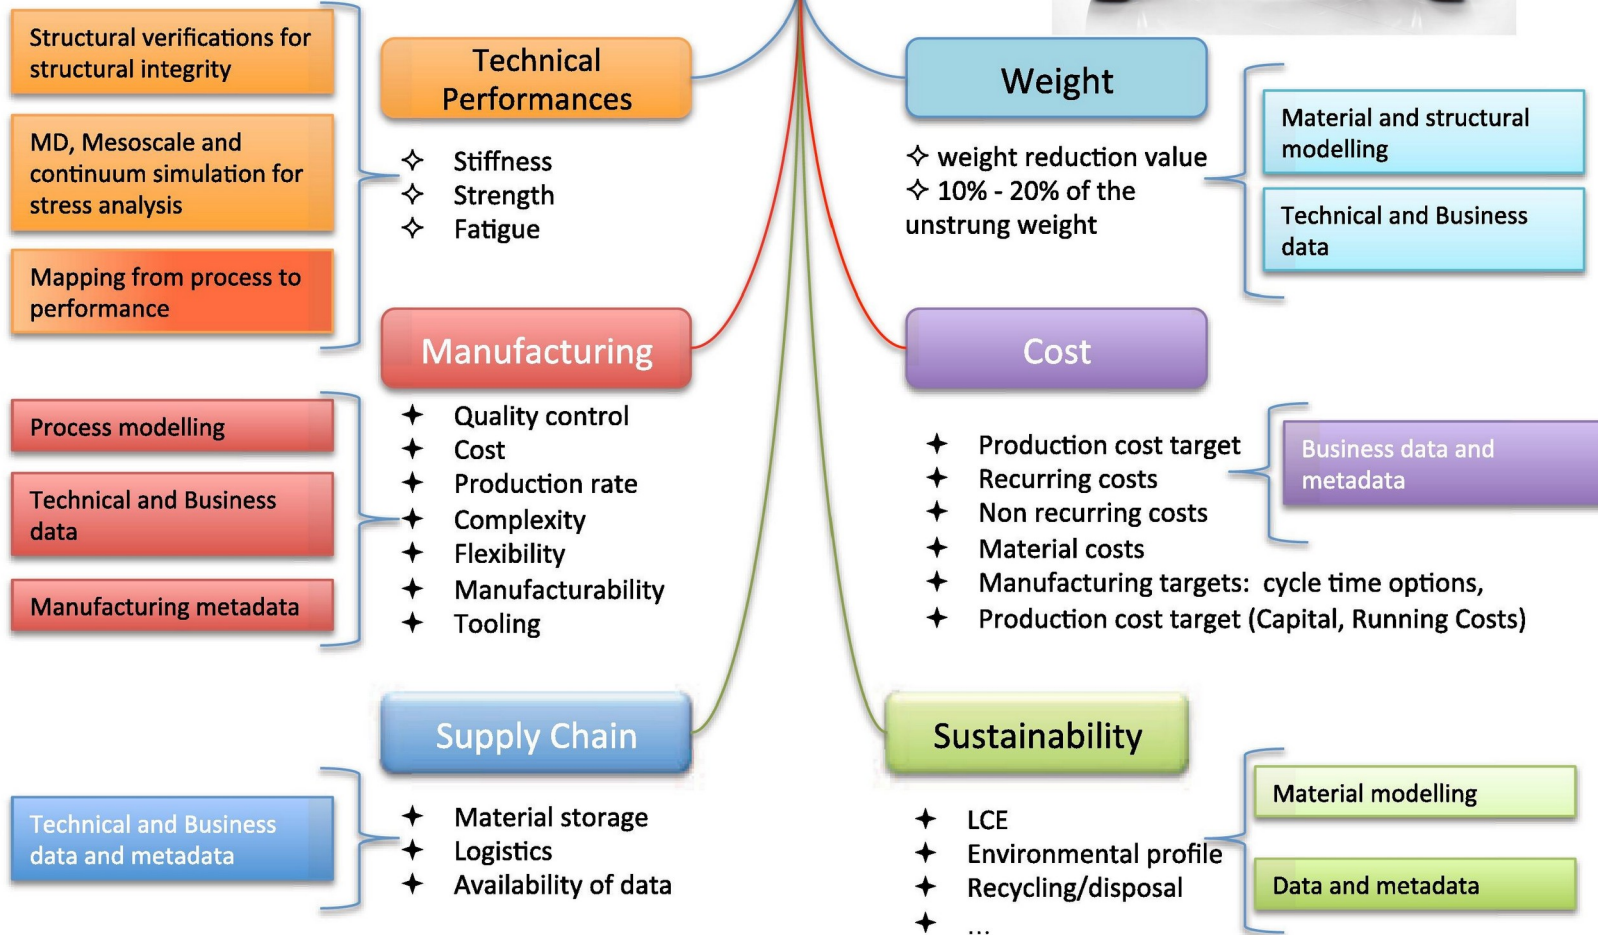 Structural verifications for
structural integrity
MD, Mesoscale and
continuum simulation for
stress analysis
Mapping from process to
performance
Technical
Performances
✧ Stiffness
✧ Strength
✧ Fatigue
Weight
✧ weight reduction value
✧ 10% - 20% of the
unstrung weight
Material and structural
modelling
Technical and Business
data
Process modelling
Technical and Business
data
Manufacturing metadata
Manufacturing
✦ Quality control
✦ Cost
✦ Production rate
✦ Complexity
✦ Flexibility
✦ Manufacturability
✦ Tooling
Cost
✦ Production cost target
✦ Recurring costs
✦ Non recurring costs
✦ Material costs
✦ Manufacturing targets: cycle time options,
✦ Production cost target (Capital, Running Costs)
Business data and
metadata
Technical and Business
data and metadata
Supply Chain
✦ Material storage
✦ Logistics
✦ Availability of data
Sustainability
✦ LCE
✦ Environmental profile
✦ Recycling/disposal
✦ ...
Material modelling
Data and metadata